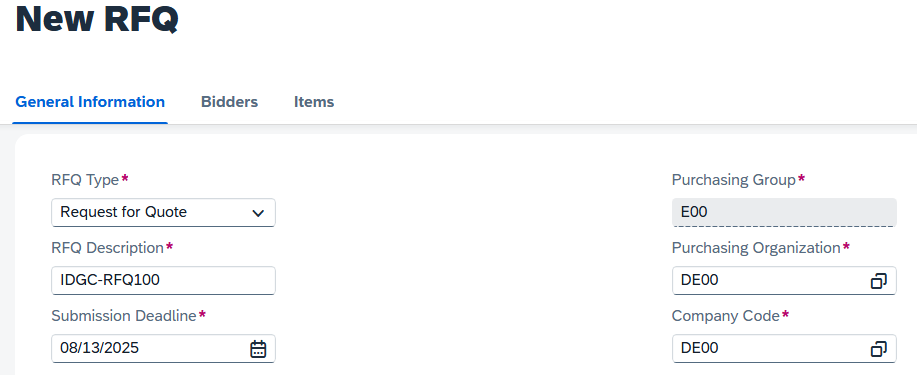 New RFQ
General Information Bidders Items
RFQ Type*
Request for Quote
RFQ Description*
IDGC-RFQ100
Submission Deadline*
08/13/2025
Purchasing Group*
E00
Purchasing Organization*
DE00
Company Code*
DE00